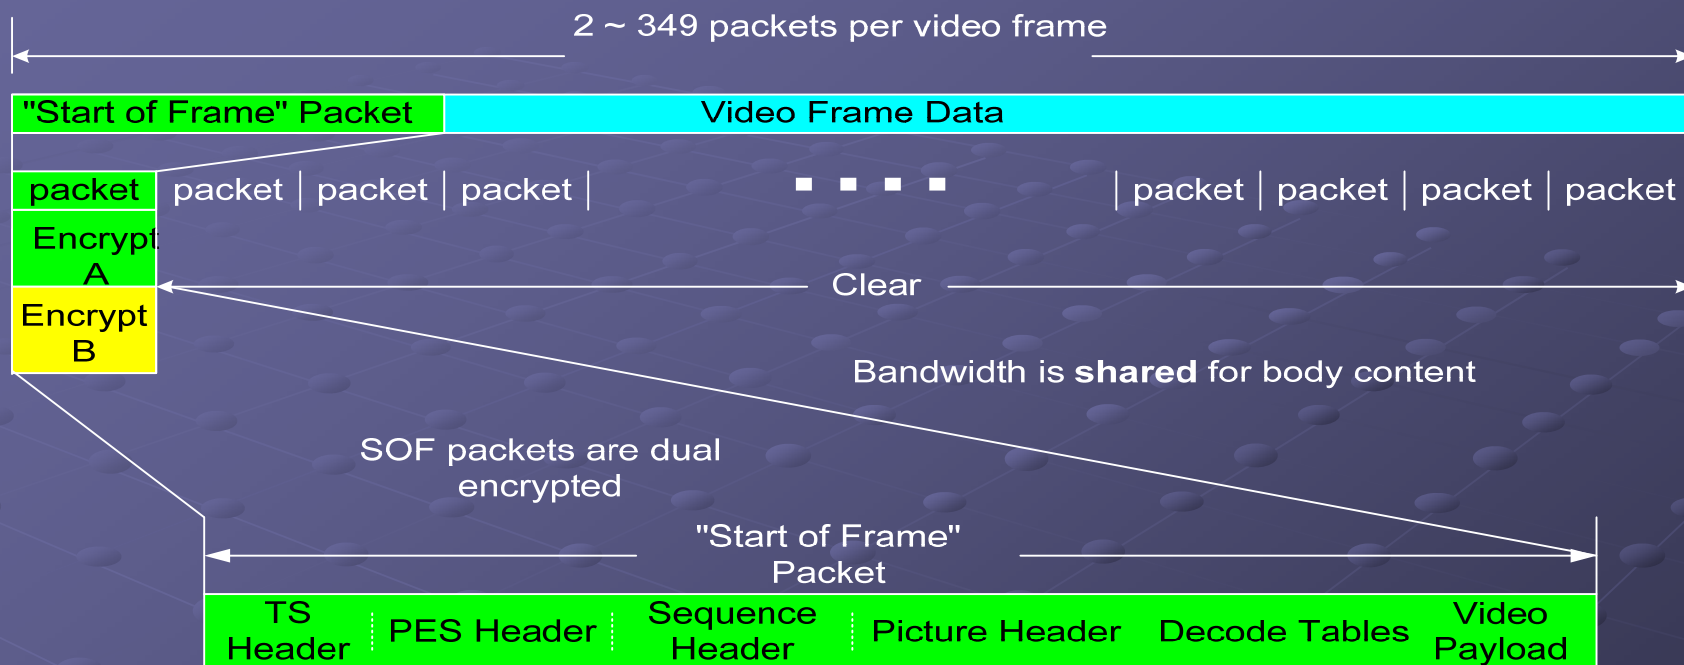 2 ~ 349 packets per video frame
"Start of Frame" Packet
Video Frame Data
packet packet packet packet packet packet packet packet
Encrypt
A
Clear
Encrypt
B
Bandwidth is shared for body content
SOF packets are dual
encrypted
"Start of Frame"
Packet
TS
Header
PES Header
Sequence
Header
Picture Header
Decode Tables
Video
Payload